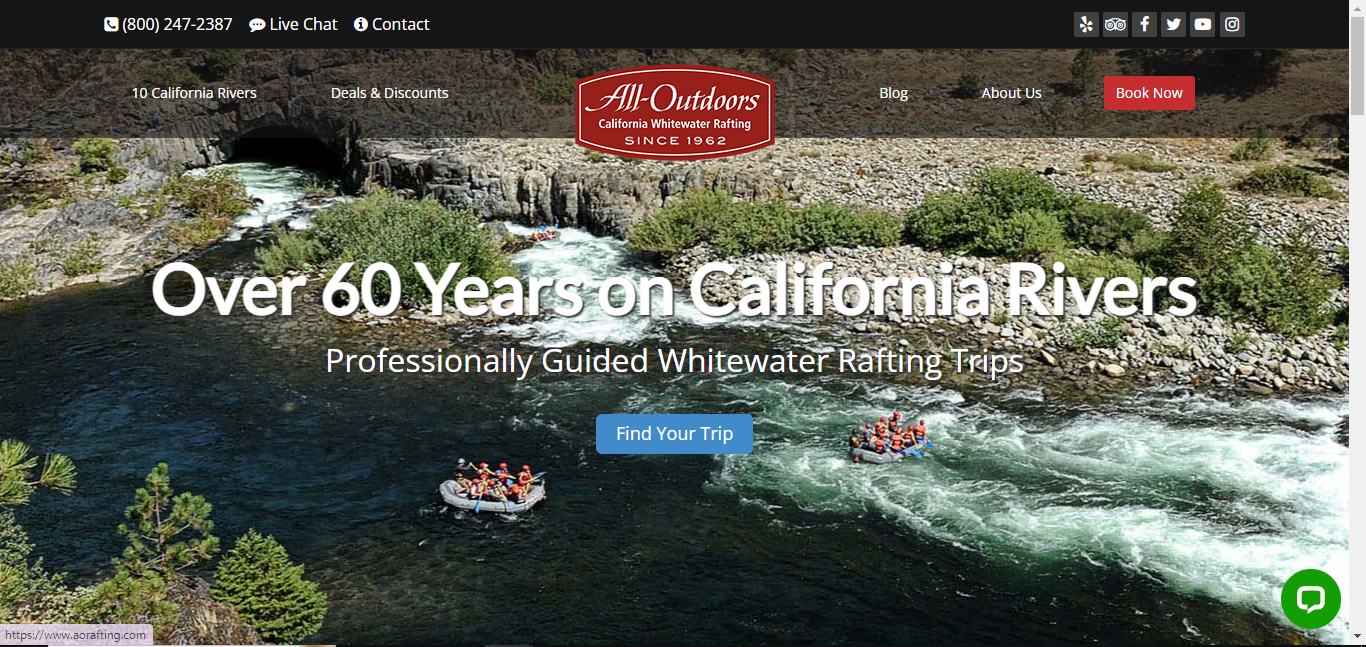 (800) 247-2387 Live Chat Contact
10 California Rivers Deals & Discounts Blog About Us Book Now
All-Outdoors
California Whitewater Rafting
SINCE 1962
Over 60 Years on California Rivers
Professionally Guided Whitewater Rafting Trips
Find Your Trip
https://www.aorafting.com